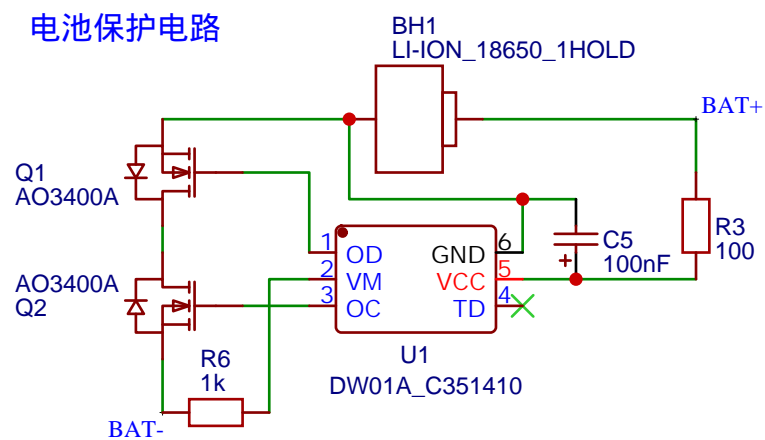 电池保护电路
BH1
LI-ION_18650_1HOLD
BAT+
Q1
AO3400A
R3
100
1
OD
GND
6
C5
100nF
2
VM
VCC
5
3
OC
TD
4
AO3400A
Q2
U1
DW01A_C351410
R6
1k
BAT-